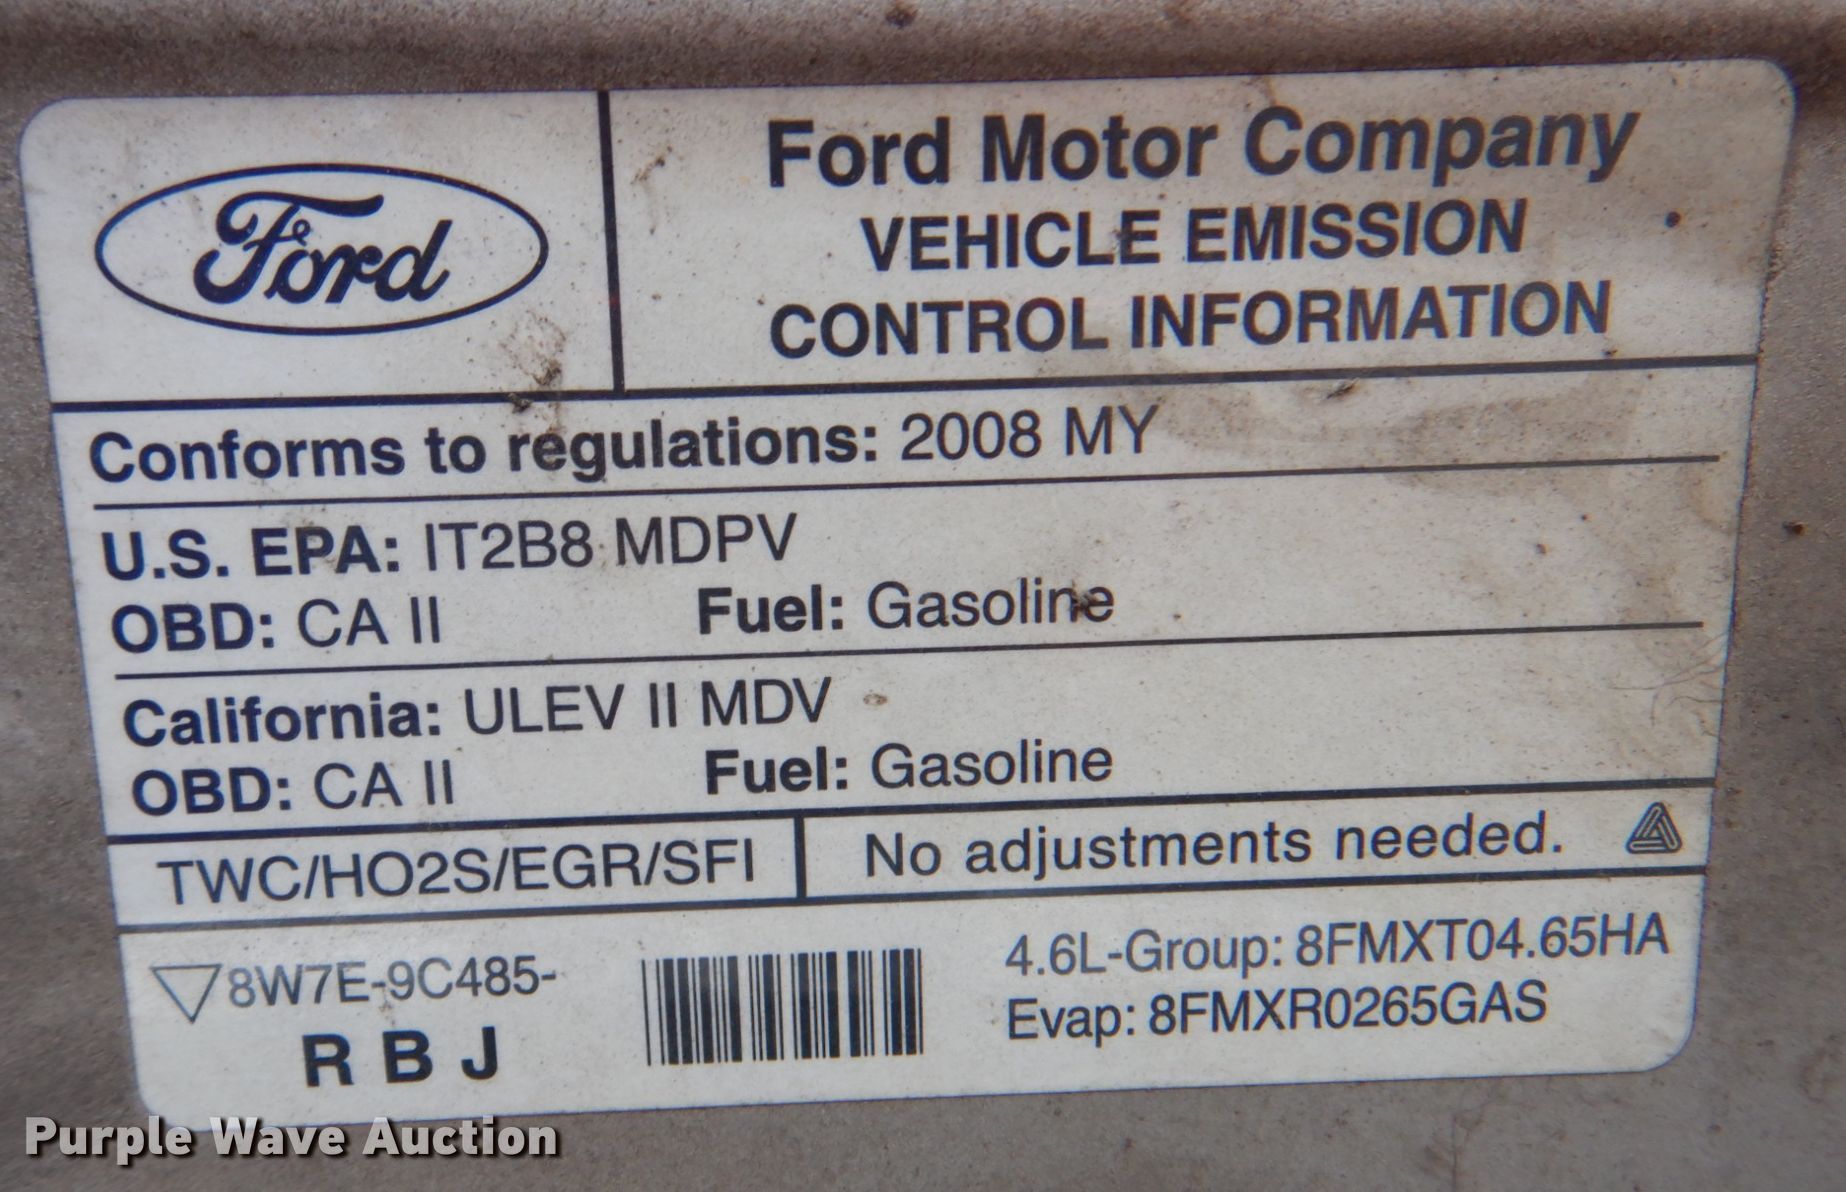 Ford
Ford Motor Company
VEHICLE EMISSION
CONTROL INFORMATION
Conforms to regulations: 2008 MY
U.S. EPA: IT2B8 MDPV
OBD: CA II Fuel: Gasoline
California: ULEV II MDV
OBD: CA II Fuel: Gasoline
TWC/HO2S/EGR/SFI
No adjustments needed.
8W7E-9C485-
R B J
4.6L-Group: 8FMXT04.65HA
Evap: 8FMXR0265GAS
Purple Wave Auction